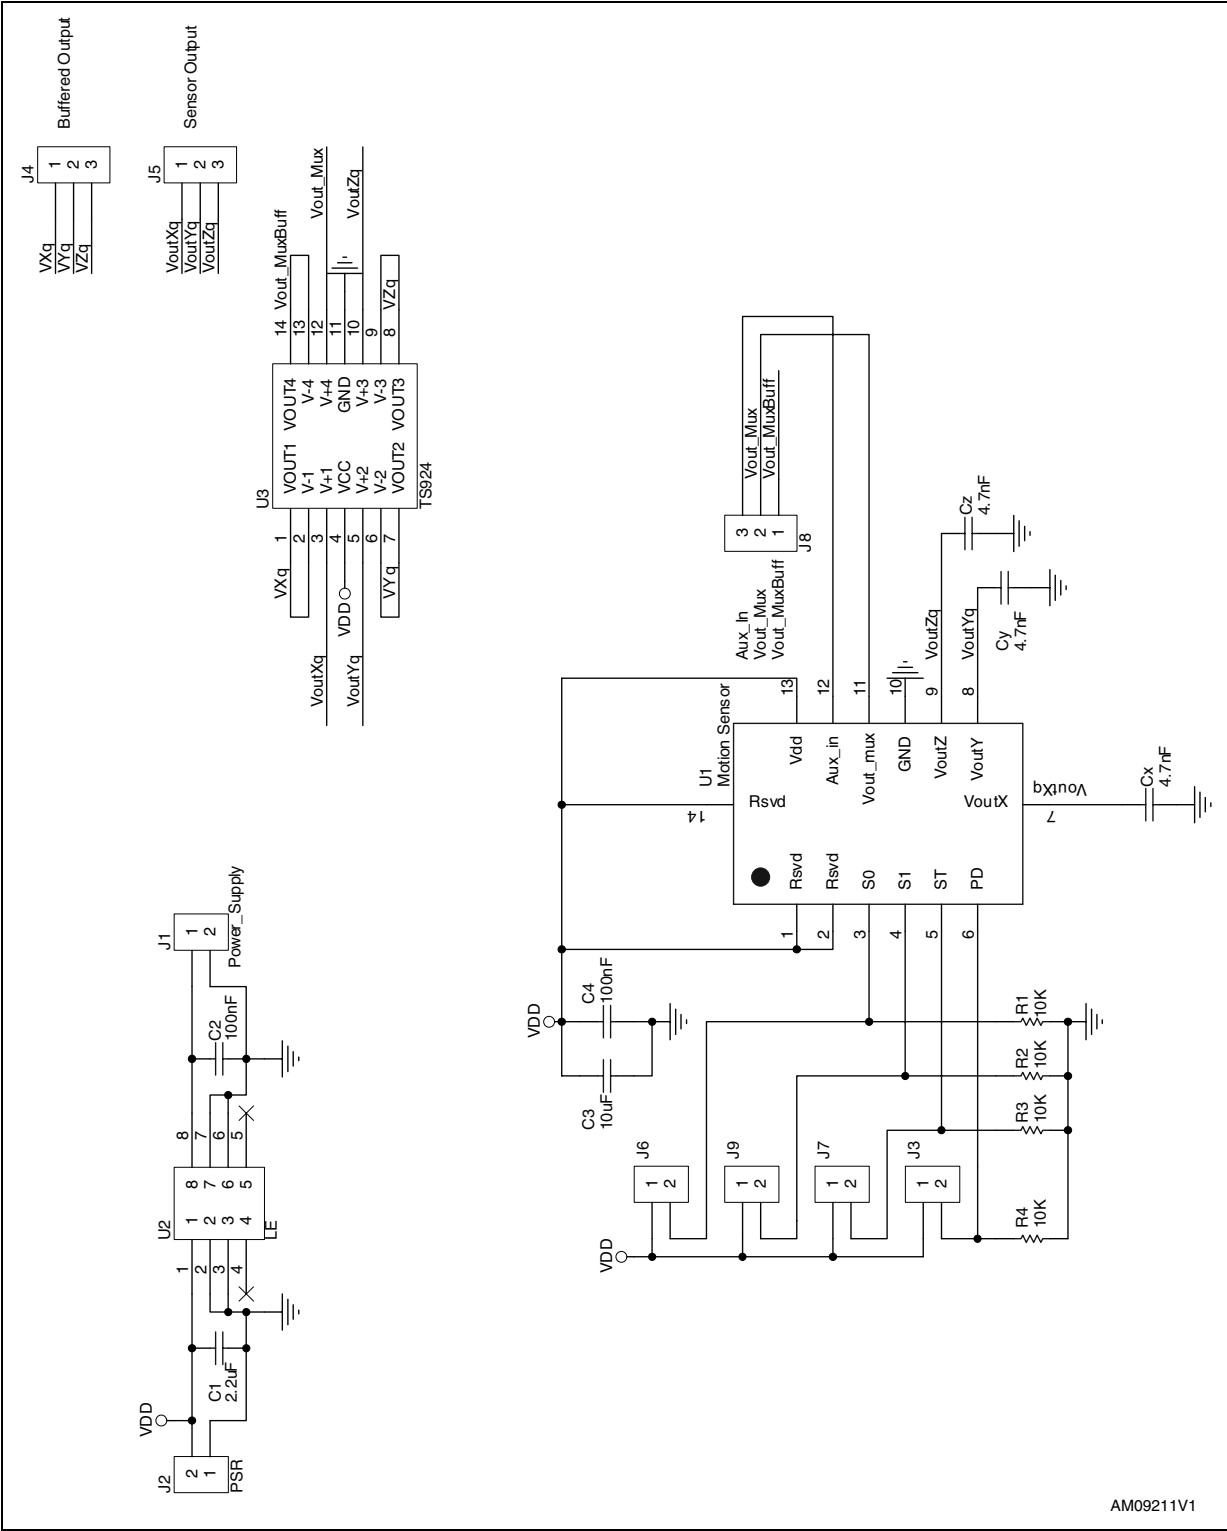 J4
1
2
3
VXq
VYq
VZq
Buffered Output
J5
1
2
3
VoutXq
VoutYq
VoutZq
Sensor Output
U3
TS924
VOUT1
V-1
V+1
VCC
V+2
V-2
VOUT2
VOUT4
V-4
V+4
GND
V+3
V-3
VOUT3
1
2
3
4
5
6
7
14
13
12
11
10
9
8
VXq
VoutXq
VDD
VoutYq
VYq
Vout_MuxBuff
Vout_Mux
VoutZq
VZq
J2
2
1
PSR
VDD
C1
2.2uF
U2
LE
1
2
3
4
8
7
6
5
1
2
3
4
8
7
6
5
C2
100nF
J1
1
2
Power_Supply
VDD
C3
10uF
C4
100nF
U1
Motion Sensor
Rsvd
Rsvd
S0
S1
ST
PD
Rsvd
VoutX
Vdd
Aux_in
Vout_mux
GND
VoutZ
VoutY
1
2
3
4
5
6
14
7
13
12
11
10
9
8
VoutXq
Cx
4.7nF
VoutYq
Cy
4.7nF
VoutZq
Cz
4.7nF
Aux_In
Vout_Mux
Vout_MuxBuff
3
2
1
J8
Vout_Mux
Vout_MuxBuff
VDD
J6
1
2
J9
1
2
J7
1
2
J3
1
2
R1
10K
R2
10K
R3
10K
R4
10K
AM09211V1